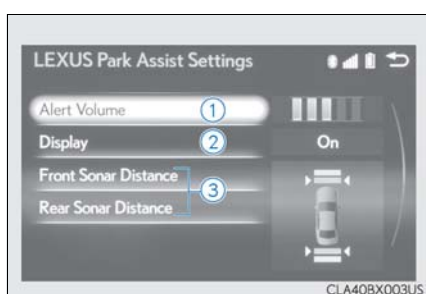 LEXUS Park Assist Settings
Alert Volume 1
Display 2 On
Front Sonar Distance
3
Rear Sonar Distance
CLA40BX003US